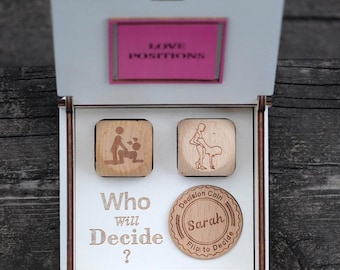 LOVE
POSITIONS
Who
Will
Decide
?
Decision Coin
Sarah
Flip to Decide